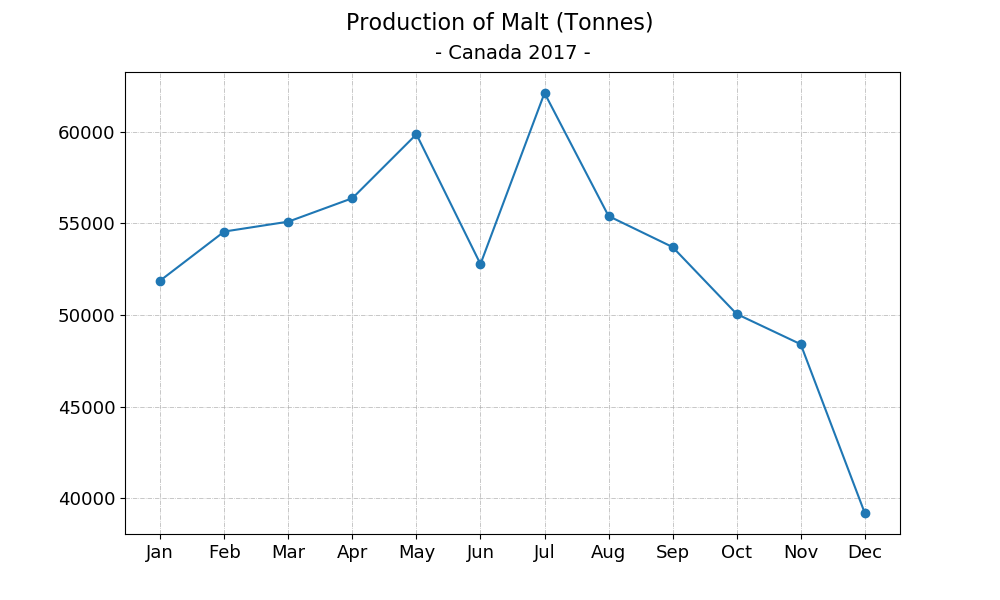 Production of Malt (Tonnes)
- Canada 2017 -
60000
55000
50000
45000
40000
Jan Feb Mar Apr May Jun Jul Aug Sep Oct Nov Dec